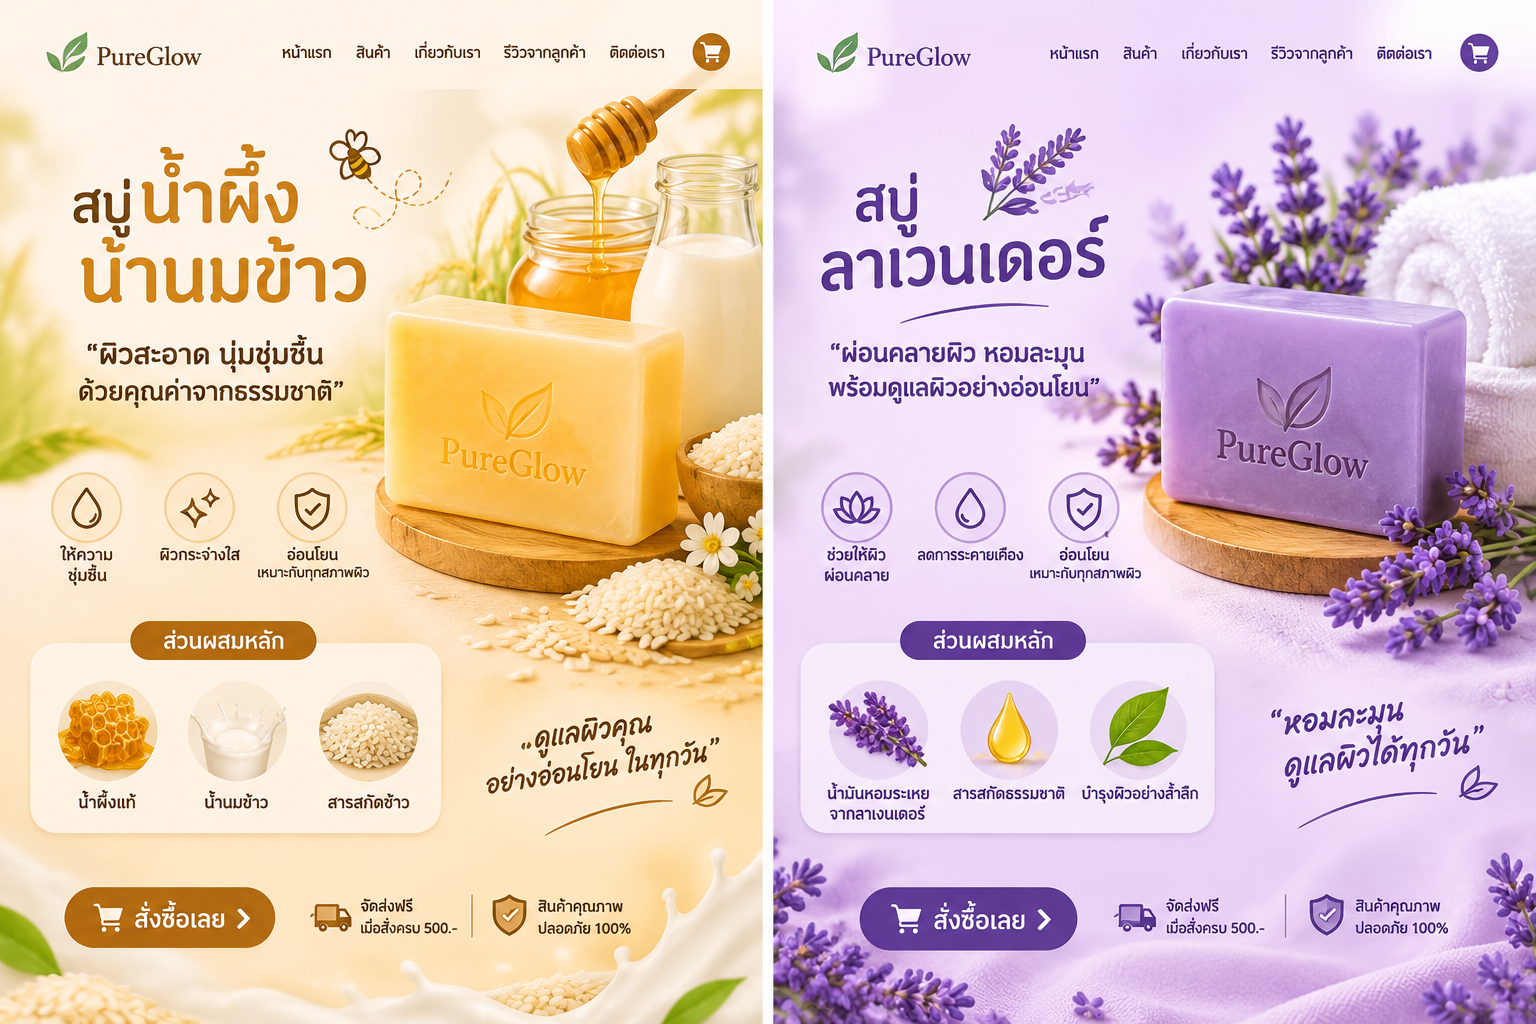 PureGlow
หน้าแรก สินค้า เกี่ยวกับเรา รีวิวจากลูกค้า ติดต่อเรา
สบู่น้ำผึ้ง
น้ำนมข้าว
“ผิวสะอาด นุ่มชุ่มชื้น
ด้วยคุณค่าจากธรรมชาติ”
PureGlow
ให้ความ
ชุ่มชื้น
ผิวกระจ่างใส
อ่อนโยน
เหมาะกับทุกสภาพผิว
ส่วนผสมหลัก
น้ำผึ้งแท้
น้ำนมข้าว
สารสกัดข้าว
“ดูแลผิวคุณ
อย่างอ่อนโยน ในทุกวัน”
สั่งซื้อเลย
จัดส่งฟรี
เมื่อสั่งครบ 500.-
สินค้าคุณภาพ
ปลอดภัย 100%
PureGlow
หน้าแรก สินค้า เกี่ยวกับเรา รีวิวจากลูกค้า ติดต่อเรา
สบู่
ลาเวนเดอร์
“ผ่อนคลายผิว หอมละมุน
พร้อมดูแลผิวอย่างอ่อนโยน”
PureGlow
ช่วยให้ผิว
ผ่อนคลาย
ลดการระคายเคือง
อ่อนโยน
เหมาะกับทุกสภาพผิว
ส่วนผสมหลัก
น้ำมันหอมระเหย
จากลาเงนเดอร์
สารสกัดธรรมชาติ
บำรุงผิวอย่างล้ำลึก
“หอมละมุน
ดูแลผิวได้ทุกวัน”
สั่งซื้อเลย
จัดส่งฟรี
เมื่อสั่งครบ 500.-
สินค้าคุณภาพ
ปลอดภัย 100%